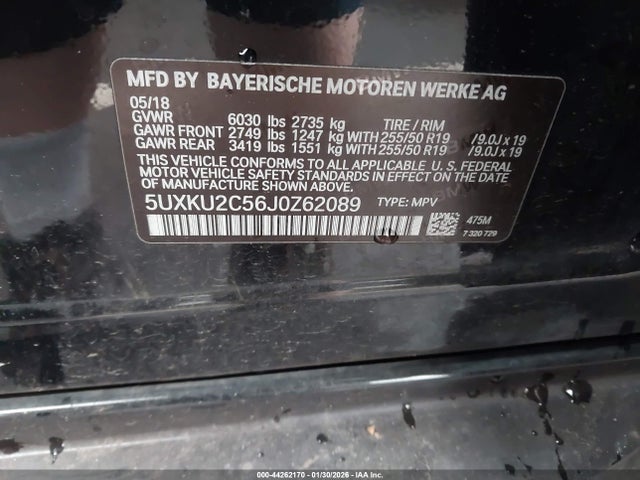 MFD BY BAYERISCHE MOTOREN WERKE AG
05/18
GVWR 6030 lbs 2735 kg TIRE / RIM
GAWR FRONT 2749 lbs 1247 kg WITH 255/50 R19 /9.0J x 19
GAWR REAR 3419 lbs 1551 kg WITH 255/50 R19 /9.0J x 19
THIS VEHICLE CONFORMS TO ALL APPLICABLE U.S. FEDERAL
MOTOR VEHICLE SAFETY STANDARDS IN EFFECT ON THE
DATE OF MANUFACTURE SHOWN ABOVE.
5UXKU2C56J0Z62089 TYPE: MPV
475M
7 320 729
000-44262170 - 01/30/2026 - IAAI Inc. Copyright